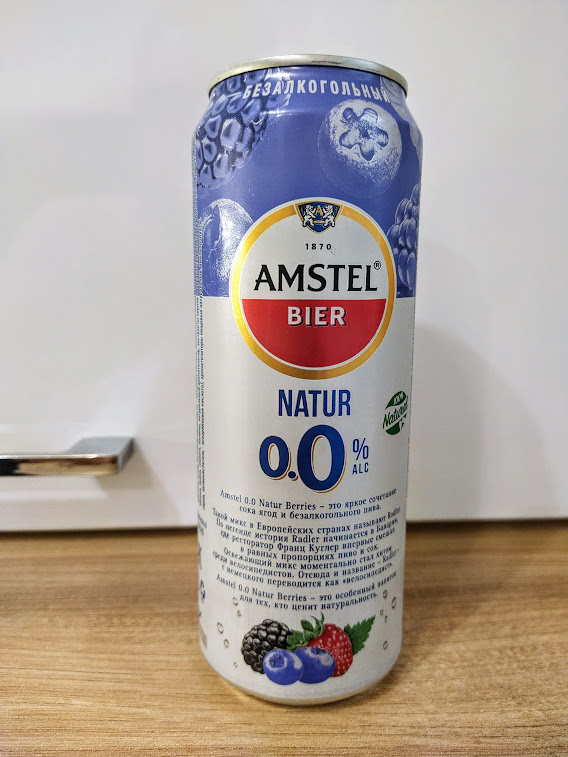 БЕЗАЛКОГОЛЬНЫЙ
A
1870
AMSTEL®
BIER
NATUR
100%
Natural
0.0%
ALC
Amstel 0.0 Natur Berries – это яркое сочетание
сока ягод и безалкогольного пива.
Такой микс в Европейских странах называют Radler.
По легенде история Radler начинается в Баварии,
где ресторатор Франц Куглер впервые смешал
в равных пропорциях пиво и сок.
Освежающий микс моментально стал хитом
среди велосипедистов. Отсюда и название – Radler –
с немецкого переводится как «велосипедист».
Amstel 0.0 Natur Berries – это особенный напиток
для тех, кто ценит натуральность.